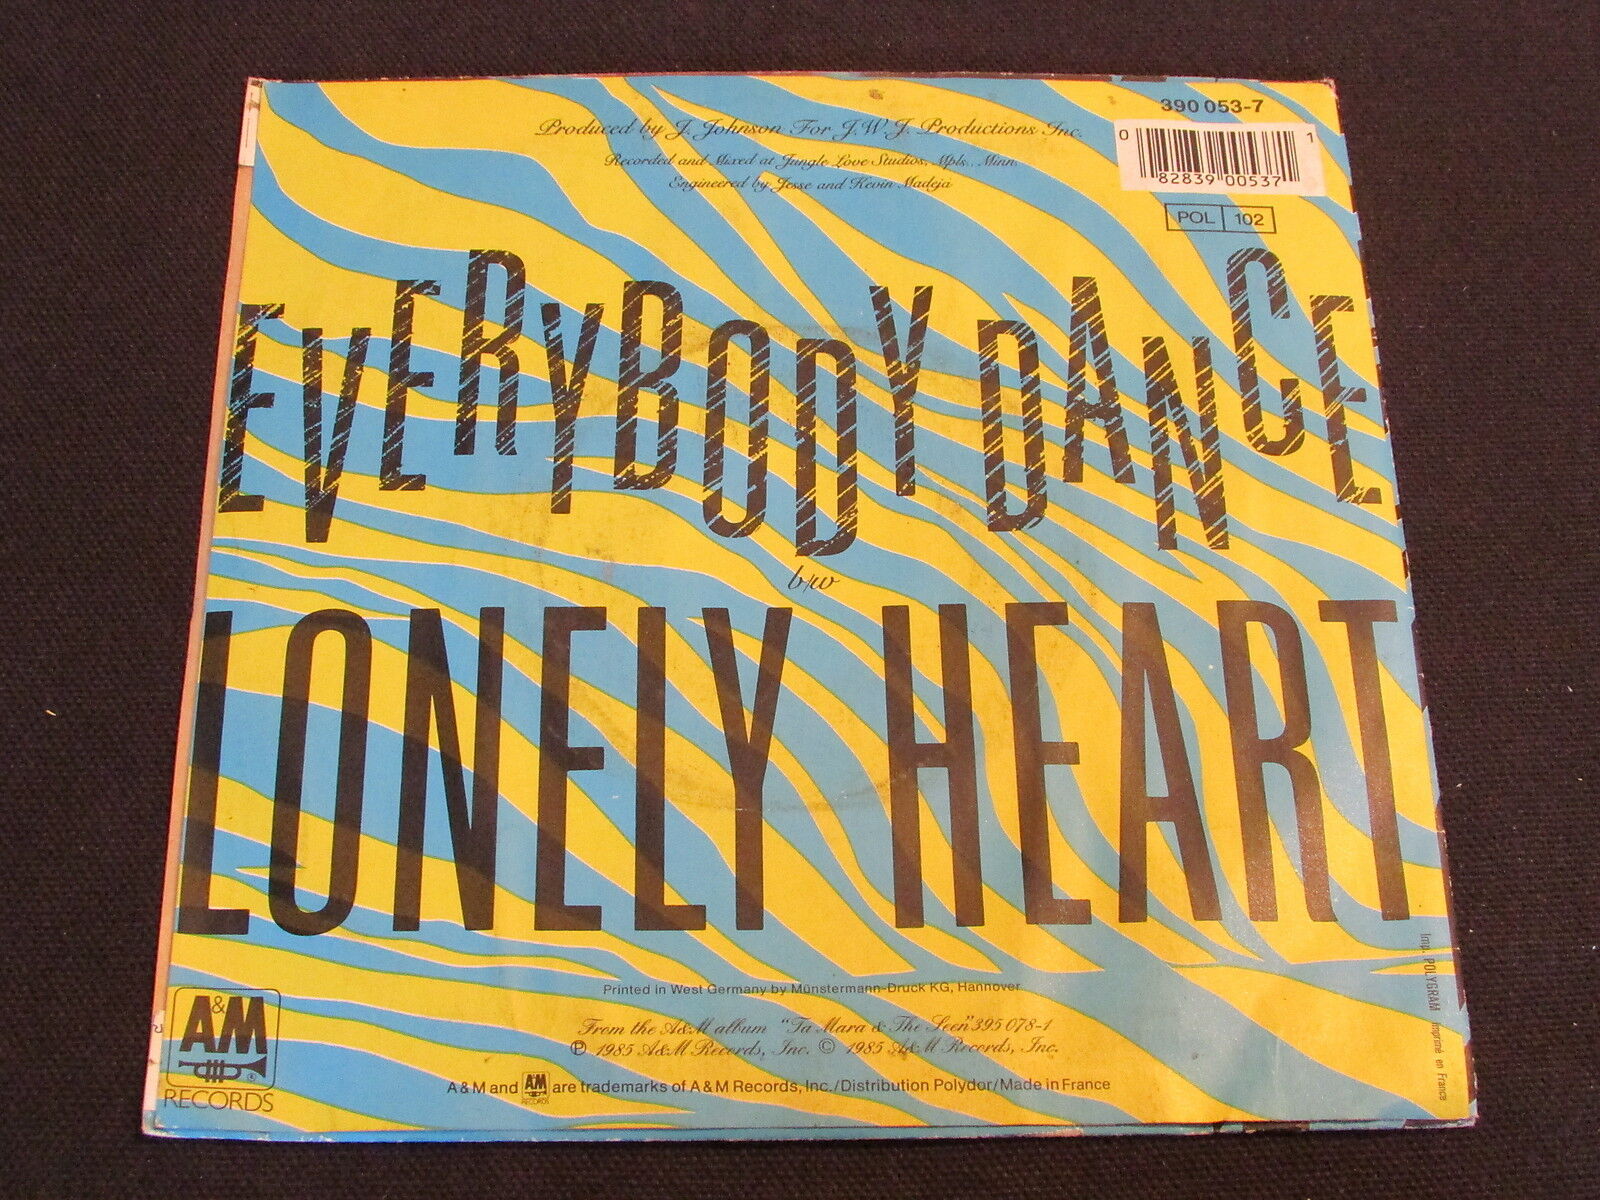 390 053-7
Produced by J. Johnson For J.W.J. Productions Inc.
Recorded and Mixed at Jungle Love Studios, Mpls., Minn.
Engineered by Jesse and Kevin Madeja
0 82839 00537 1
POL 102
EVERYBODY DANCE
b/w
LONELY HEART
Printed in West Germany by Münstermann-Druck KG, Hannover
From the A&M album "Ta Mara & The Seen" 395 078-1
℗ 1985 A&M Records, Inc. © 1985 A&M Records, Inc.
A&M and A&M RECORDS are trademarks of A&M Records, Inc./Distribution Polydor/Made in France
A&M
RECORDS
Imp. POLYGRAM Imprimé en France